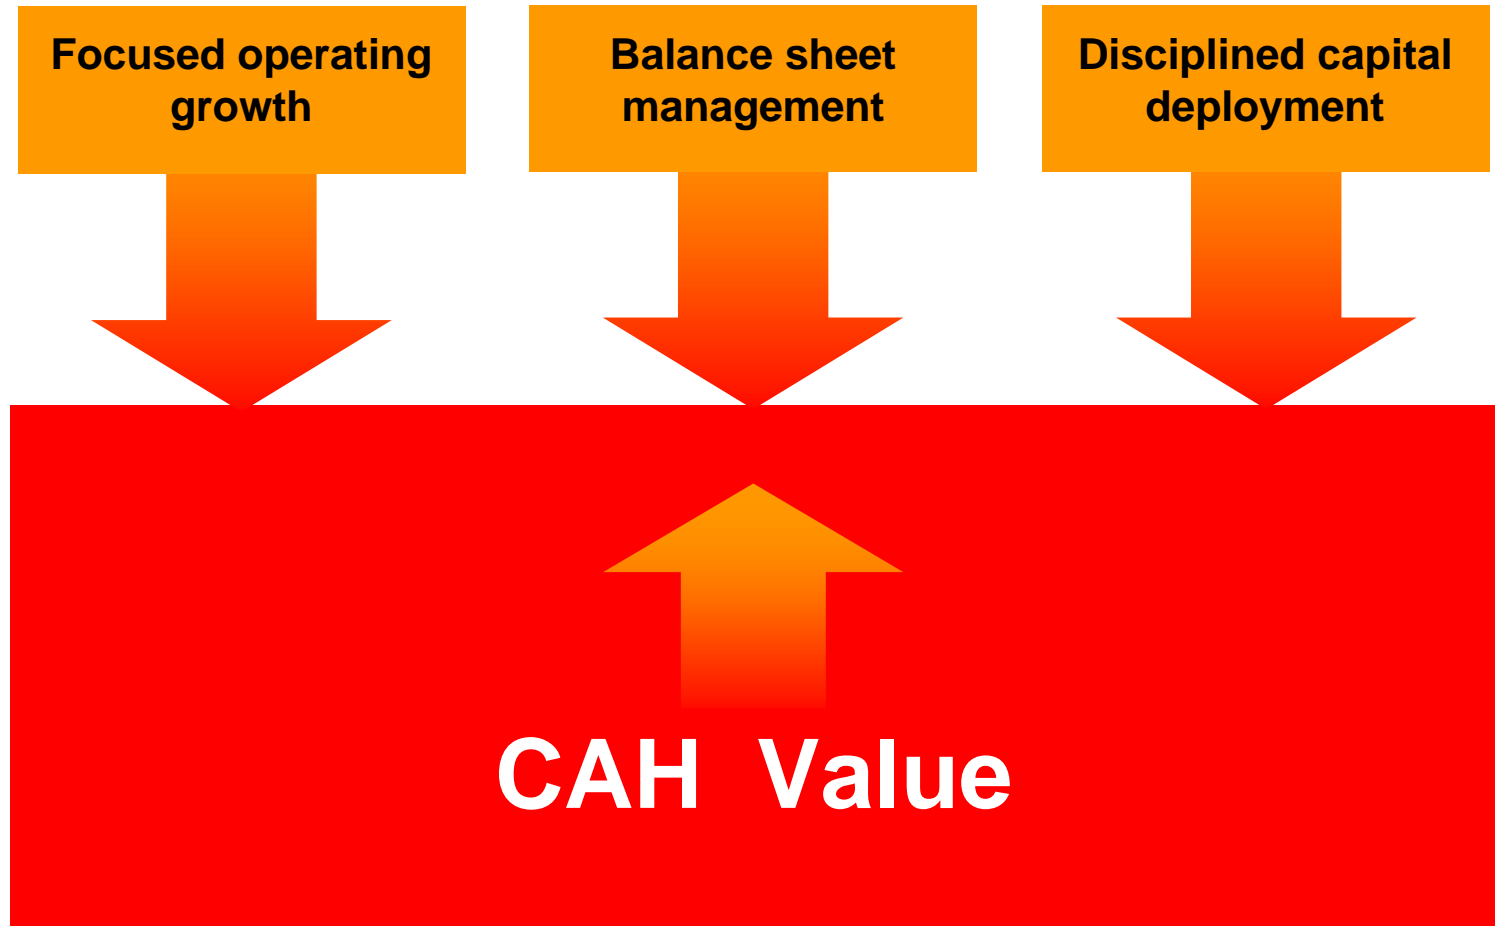 Focused operating
growth
Balance sheet
management
Disciplined capital
deployment
CAH Value